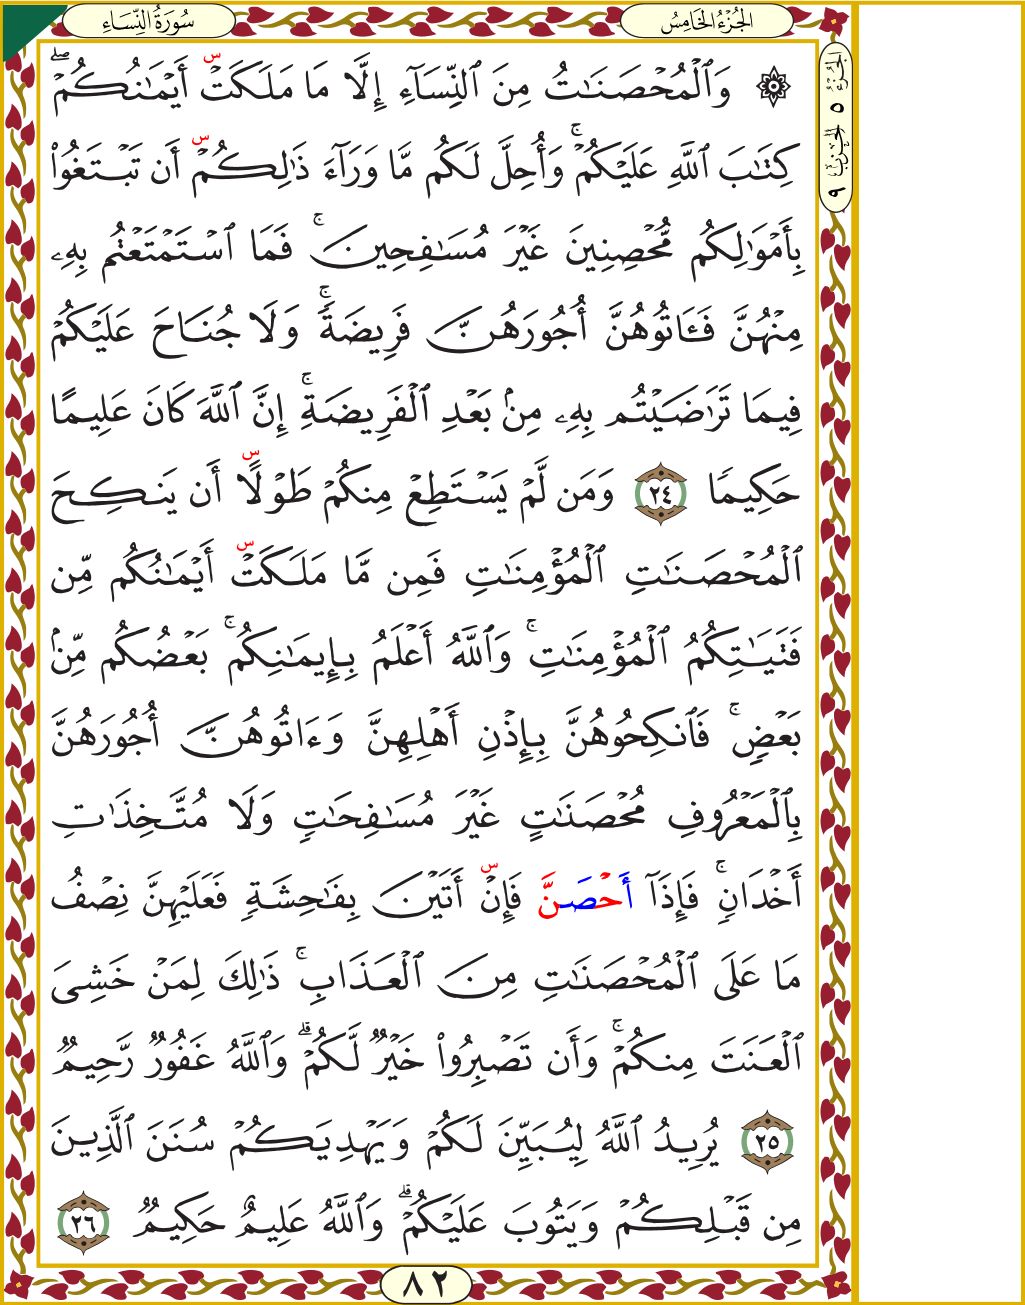 سُورَةُ النِّسَاءِ
الجُزْءُ الخَامِسُ
الجُزْءُ ٥ الحِزْبُ ٩
۞ وَٱلْمُحْصَنَٰتُ مِنَ ٱلنِّسَآءِ إِلَّا مَا مَلَكَتْ س أَيْمَٰنُكُمْ ۖ
كِتَٰبَ ٱللَّهِ عَلَيْكُمْ ۚ وَأُحِلَّ لَكُم مَّا وَرَآءَ ذَٰلِكُمْ س أَن تَبْتَغُوا۟
بِأَمْوَٰلِكُم مُّحْصِنِينَ غَيْرَ مُسَٰفِحِينَ ۚ فَمَا ٱسْتَمْتَعْتُم بِهِۦ
مِنْهُنَّ فَـَٔاتُوهُنَّ أُجُورَهُنَّ فَرِيضَةً ۚ وَلَا جُنَاحَ عَلَيْكُمْ
فِيمَا تَرَٰضَيْتُم بِهِۦ مِنۢ بَعْدِ ٱلْفَرِيضَةِ ۚ إِنَّ ٱللَّهَ كَانَ عَلِيمًا
حَكِيمًا ٢٤ وَمَن لَّمْ يَسْتَطِعْ مِنكُمْ طَوْلًا س أَن يَنكِحَ
ٱلْمُحْصَنَٰتِ ٱلْمُؤْمِنَٰتِ فَمِن مَّا مَلَكَتْ س أَيْمَٰنُكُم مِّن
فَتَيَٰتِكُمُ ٱلْمُؤْمِنَٰتِ ۚ وَٱللَّهُ أَعْلَمُ بِإِيمَٰنِكُم ۚ بَعْضُكُم مِّنۢ
بَعْضٍ ۚ فَٱنكِحُوهُنَّ بِإِذْنِ أَهْلِهِنَّ وَءَاتُوهُنَّ أُجُورَهُنَّ
بِٱلْمَعْرُوفِ مُحْصَنَٰتٍ غَيْرَ مُسَٰفِحَٰتٍ وَلَا مُتَّخِذَٰتِ
أَخْدَانٍ ۚ فَإِذَآ أَحْصَنَّ فَإِنْ س أَتَيْنَ بِفَٰحِشَةٍ فَعَلَيْهِنَّ نِصْفُ
مَا عَلَى ٱلْمُحْصَنَٰتِ مِنَ ٱلْعَذَابِ ۚ ذَٰلِكَ لِمَنْ خَشِىَ
ٱلْعَنَتَ مِنكُمْ ۚ وَأَن تَصْبِرُوا۟ خَيْرٌ لَّكُمْ ۗ وَٱللَّهُ غَفُورٌ رَّحِيمٌ
٢٥ يُرِيدُ ٱللَّهُ لِيُبَيِّنَ لَكُمْ وَيَهْدِيَكُمْ سُنَنَ ٱلَّذِينَ
مِن قَبْلِكُمْ وَيَتُوبَ عَلَيْكُمْ ۗ وَٱللَّهُ عَلِيمٌ حَكِيمٌ ٢٦
٨٢